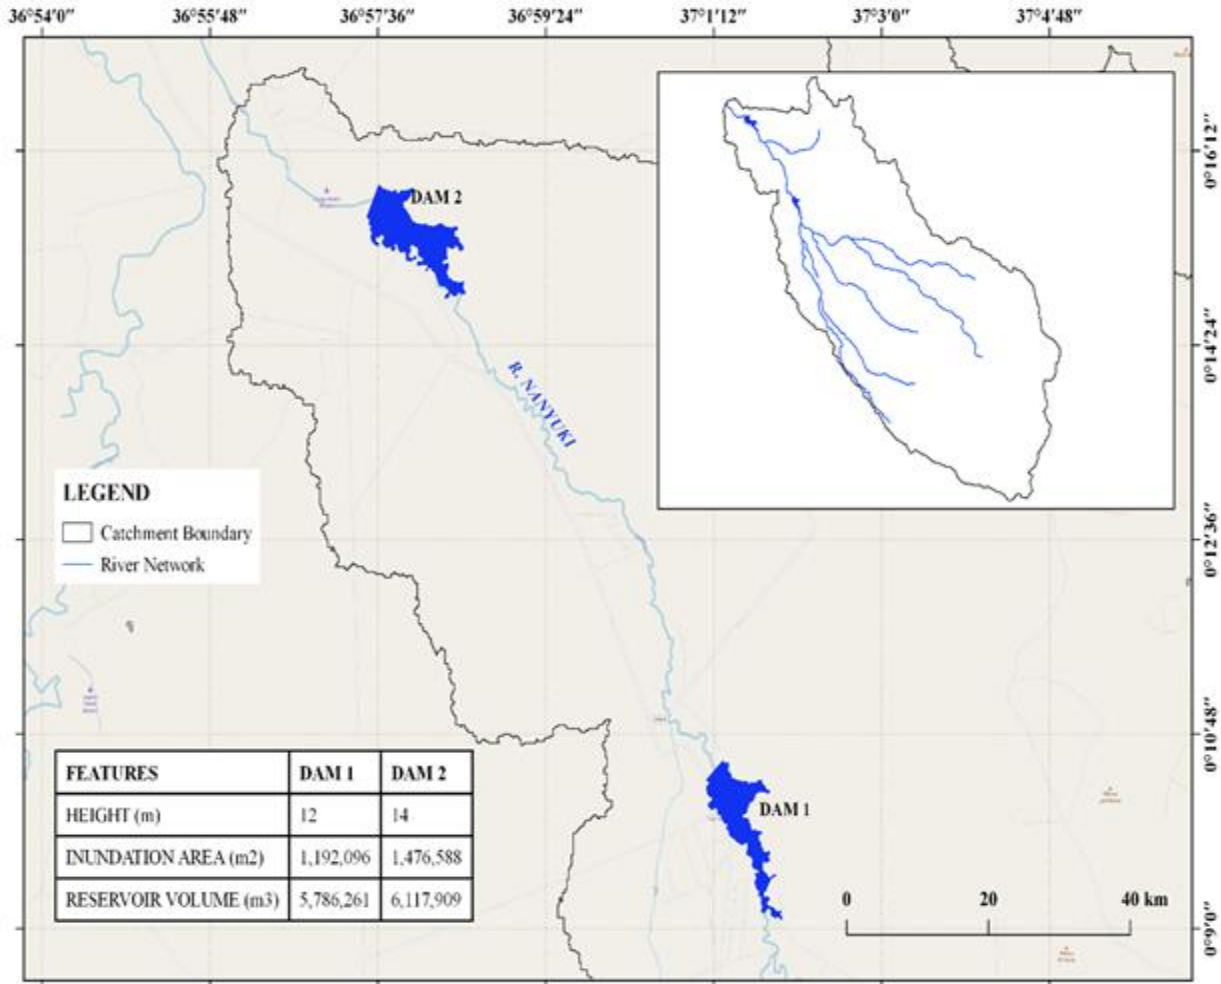 36°54'0" 36°55'48" 36°57'36" 36°59'24" 37°1'12" 37°3'0" 37°4'48"
0°16'12"
DAM 2
0°14'24"
R. NANYUKI
LEGEND
Catchment Boundary
River Network
0°12'36"
0°10'48"
FEATURES DAM 1 DAM 2
HEIGHT (m) 12 14
INUNDATION AREA (m2) 1,192,096 1,476,588
RESERVOIR VOLUME (m3) 5,786,261 6,117,909
DAM 1
0 20 40 km
0°9'0"